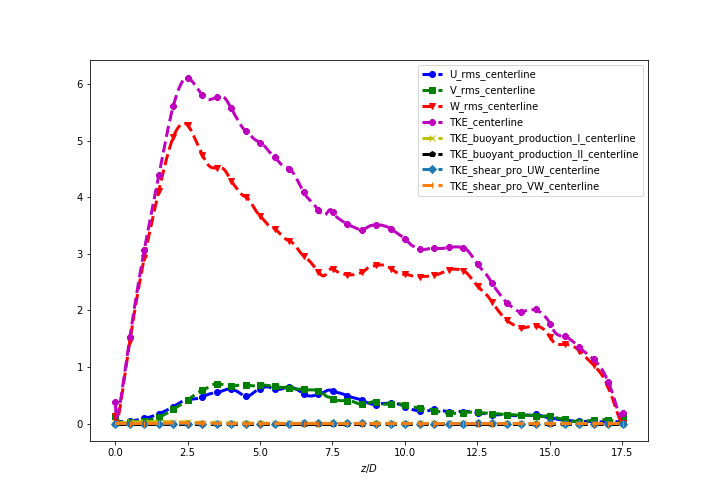 U_rms_centerline
V_rms_centerline
W_rms_centerline
TKE_centerline
TKE_buoyant_production_I_centerline
TKE_buoyant_production_II_centerline
TKE_shear_pro_UW_centerline
TKE_shear_pro_VW_centerline
6
5
4
3
2
1
0
0.0 2.5 5.0 7.5 10.0 12.5 15.0 17.5
z/D